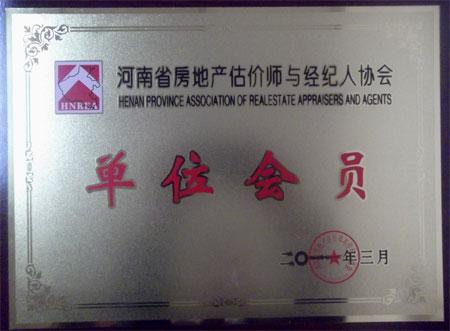 河南省房地产估价师与经纪人协会
HENAN PROVINCE ASSOCIATION OF REALESTATE APPRAISERS AND AGENTS
HNREA
单位会员
二〇一一年三月